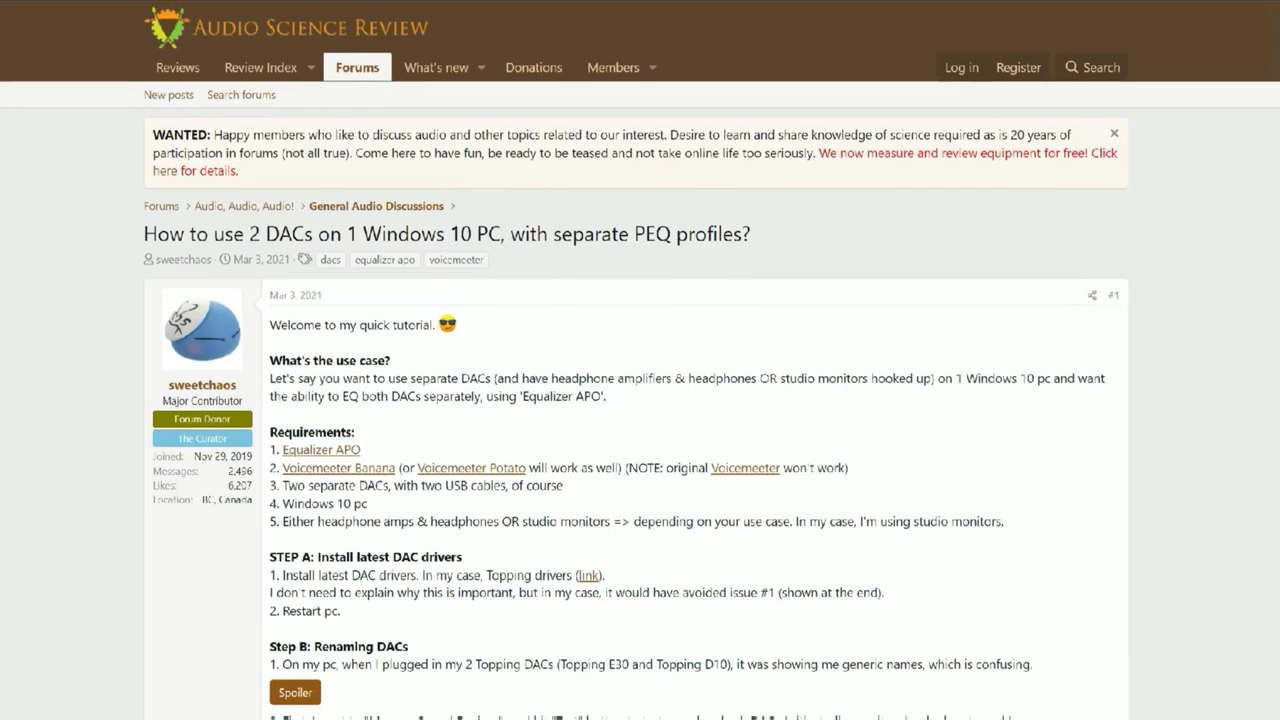 AUDIO SCIENCE REVIEW
Reviews Review Index Forums What's new Donations Members Log in Register Search
New posts Search forums
WANTED: Happy members who like to discuss audio and other topics related to our interest. Desire to learn and share knowledge of science required as is 20 years of
participation in forums (not all true). Come here to have fun, be ready to be teased and not take online life too seriously. We now measure and review equipment for free! Click
here for details.
Forums > Audio, Audio, Audio! > General Audio Discussions >
How to use 2 DACs on 1 Windows 10 PC, with separate PEQ profiles?
sweetchaos · Mar 3, 2021 · dacs equalizer apo voicemeeter
Mar 3, 2021 #1
Welcome to my quick tutorial.
What's the use case?
Let's say you want to use separate DACs (and have headphone amplifiers & headphones OR studio monitors hooked up) on 1 Windows 10 pc and want
the ability to EQ both DACs separately, using 'Equalizer APO'.
sweetchaos
Major Contributor
Forum Donor
The Curator
Joined: Nov 29, 2019
Messages: 2,496
Likes: 6,207
Location: BC, Canada
Requirements:
1. Equalizer APO
2. Voicemeeter Banana (or Voicemeeter Potato will work as well) (NOTE: original Voicemeeter won't work)
3. Two separate DACs, with two USB cables, of course
4. Windows 10 pc
5. Either headphone amps & headphones OR studio monitors => depending on your use case. In my case, I'm using studio monitors.
STEP A: Install latest DAC drivers
1. Install latest DAC drivers. In my case, Topping drivers (link).
I don't need to explain why this is important, but in my case, it would have avoided issue #1 (shown at the end).
2. Restart pc.
Step B: Renaming DACs
1. On my pc, when I plugged in my 2 Topping DACs (Topping E30 and Topping D10), it was showing me generic names, which is confusing.
Spoiler